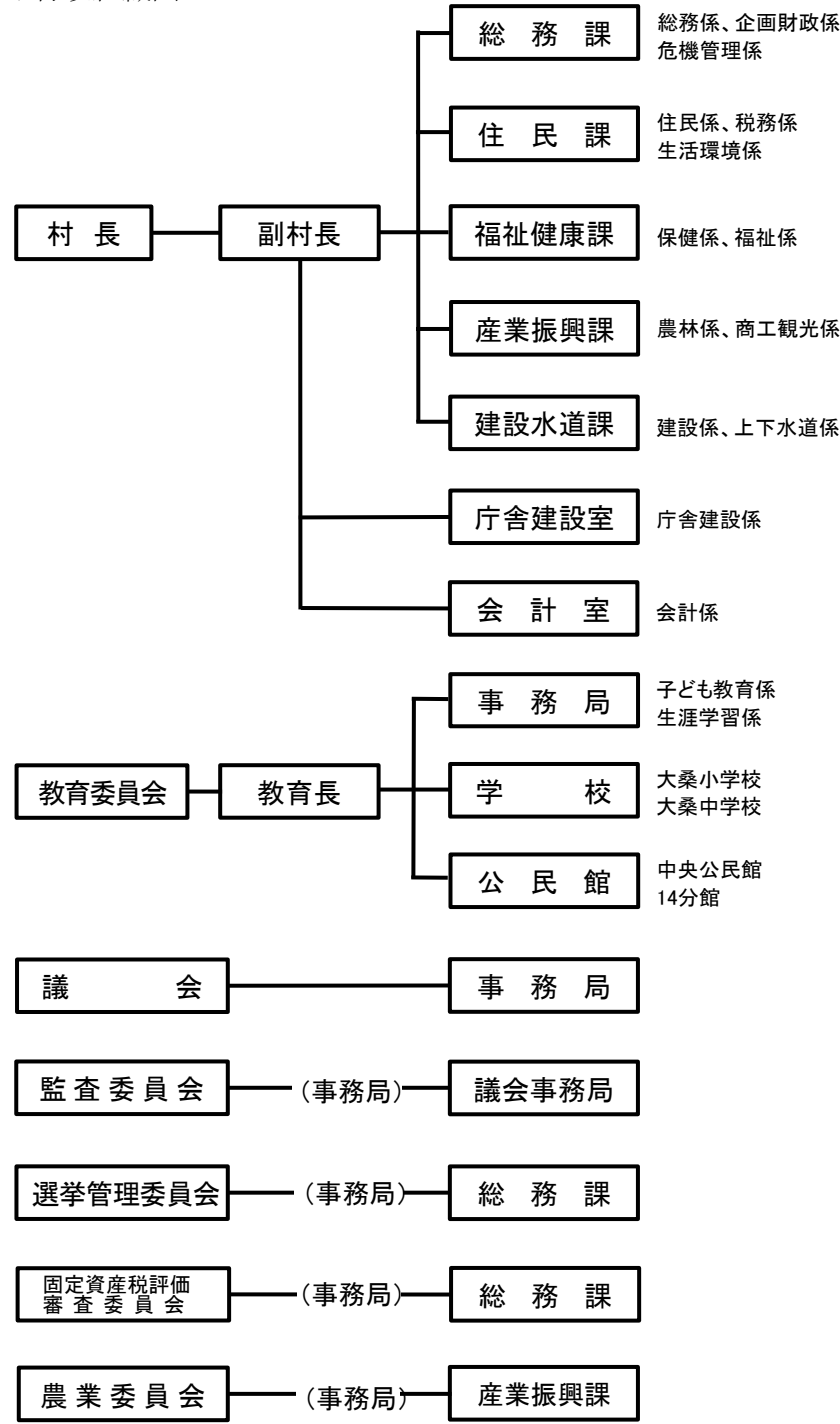 総務課
総務係、企画財政係
危機管理係
住民課
住民係、税務係
生活環境係
村長
副村長
福祉健康課
保健係、福祉係
産業振興課
農林係、商工観光係
建設水道課
建設係、上下水道係
庁舎建設室
庁舎建設係
会計室
会計係
事務局
子ども教育係
生涯学習係
教育委員会
教育長
学校
大桑小学校
大桑中学校
公民館
中央公民館
14分館
議会
事務局
監査委員会
(事務局)
議会事務局
選挙管理委員会
(事務局)
総務課
固定資産税評価
審査委員会
(事務局)
総務課
農業委員会
(事務局)
産業振興課